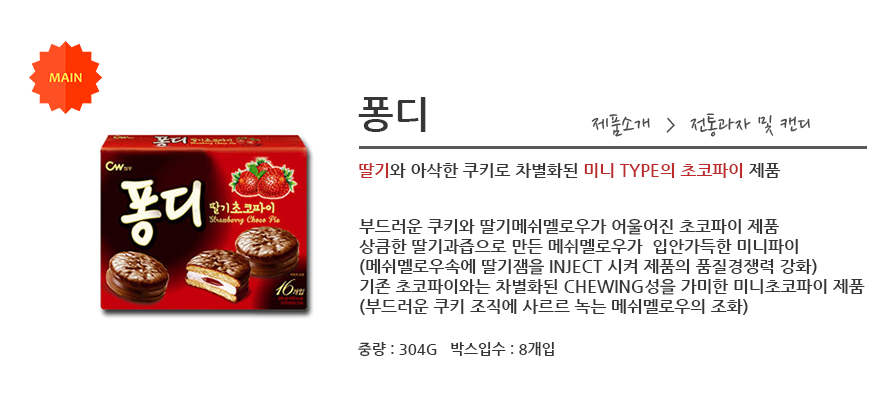 MAIN
퐁디
제품소개 > 전통과자 및 캔디
딸기와 아삭한 쿠키로 차별화된 미니 TYPE의 초코파이 제품
부드러운 쿠키와 딸기메쉬멜로우가 어울어진 초코파이 제품
상큼한 딸기과즙으로 만든 메쉬멜로우가 입안가득한 미니파이
(메쉬멜로우속에 딸기잼을 INJECT 시켜 제품의 품질경쟁력 강화)
기존 초코파이와는 차별화된 CHEWING성을 가미한 미니초코파이 제품
(부드러운 쿠키 조직에 사르르 녹는 메쉬멜로우의 조화)
중량 : 304G 박스입수 : 8개입
퐁디 딸기초코파이
CW 청우
퐁디
딸기초코파이
Strawberry Choco Pie
16개입